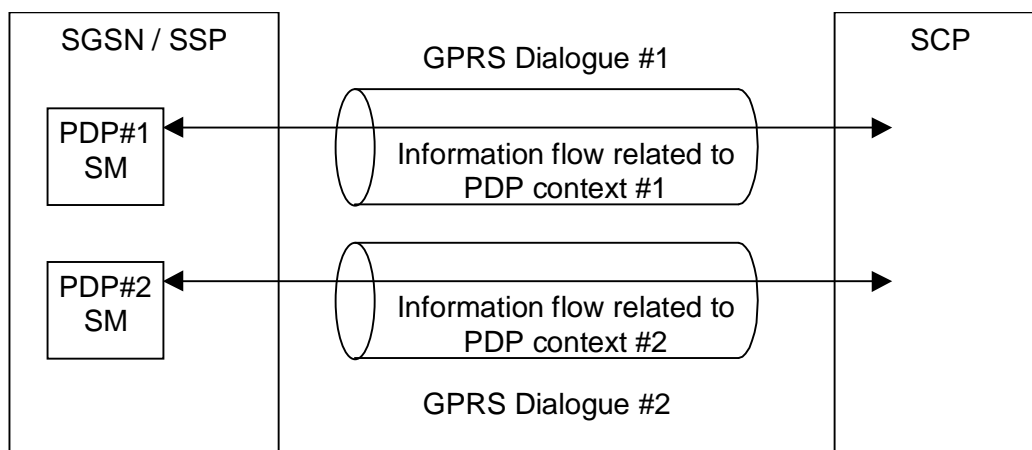 SGSN / SSP
SCP
GPRS Dialogue #1
PDP#1
SM
Information flow related to
PDP context #1
PDP#2
SM
Information flow related to
PDP context #2
GPRS Dialogue #2